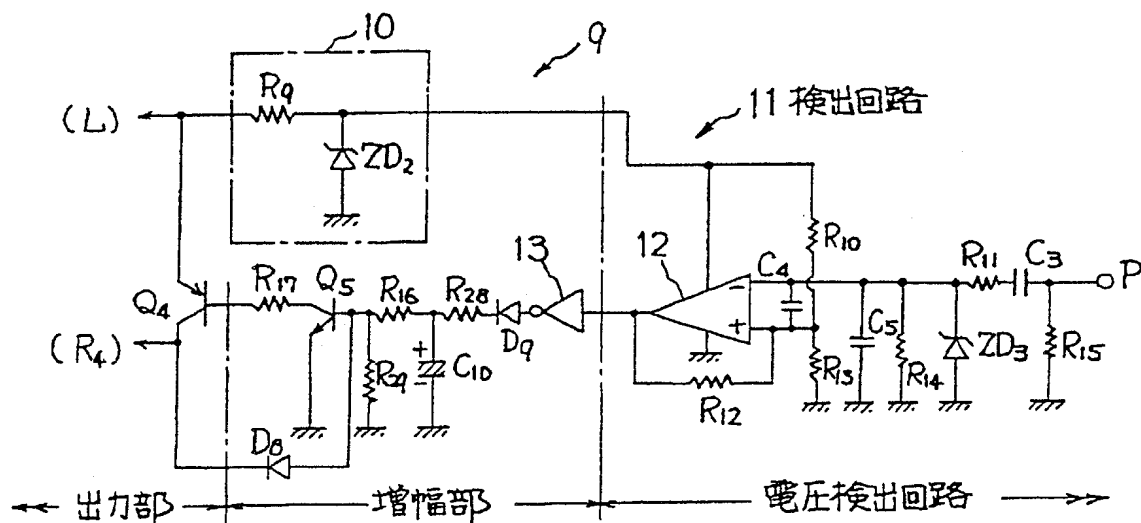 10
9
R9
(L)
11 検出回路
ZD2
13
12
R10
R11
C3
P
C4
Q4
R17
Q5
R16
R28
D9
(R4)
C5
R29
+
-
C10
-
+
R13
R14
ZD3
R15
R12
D8
出力部
増幅部
電圧検出回路